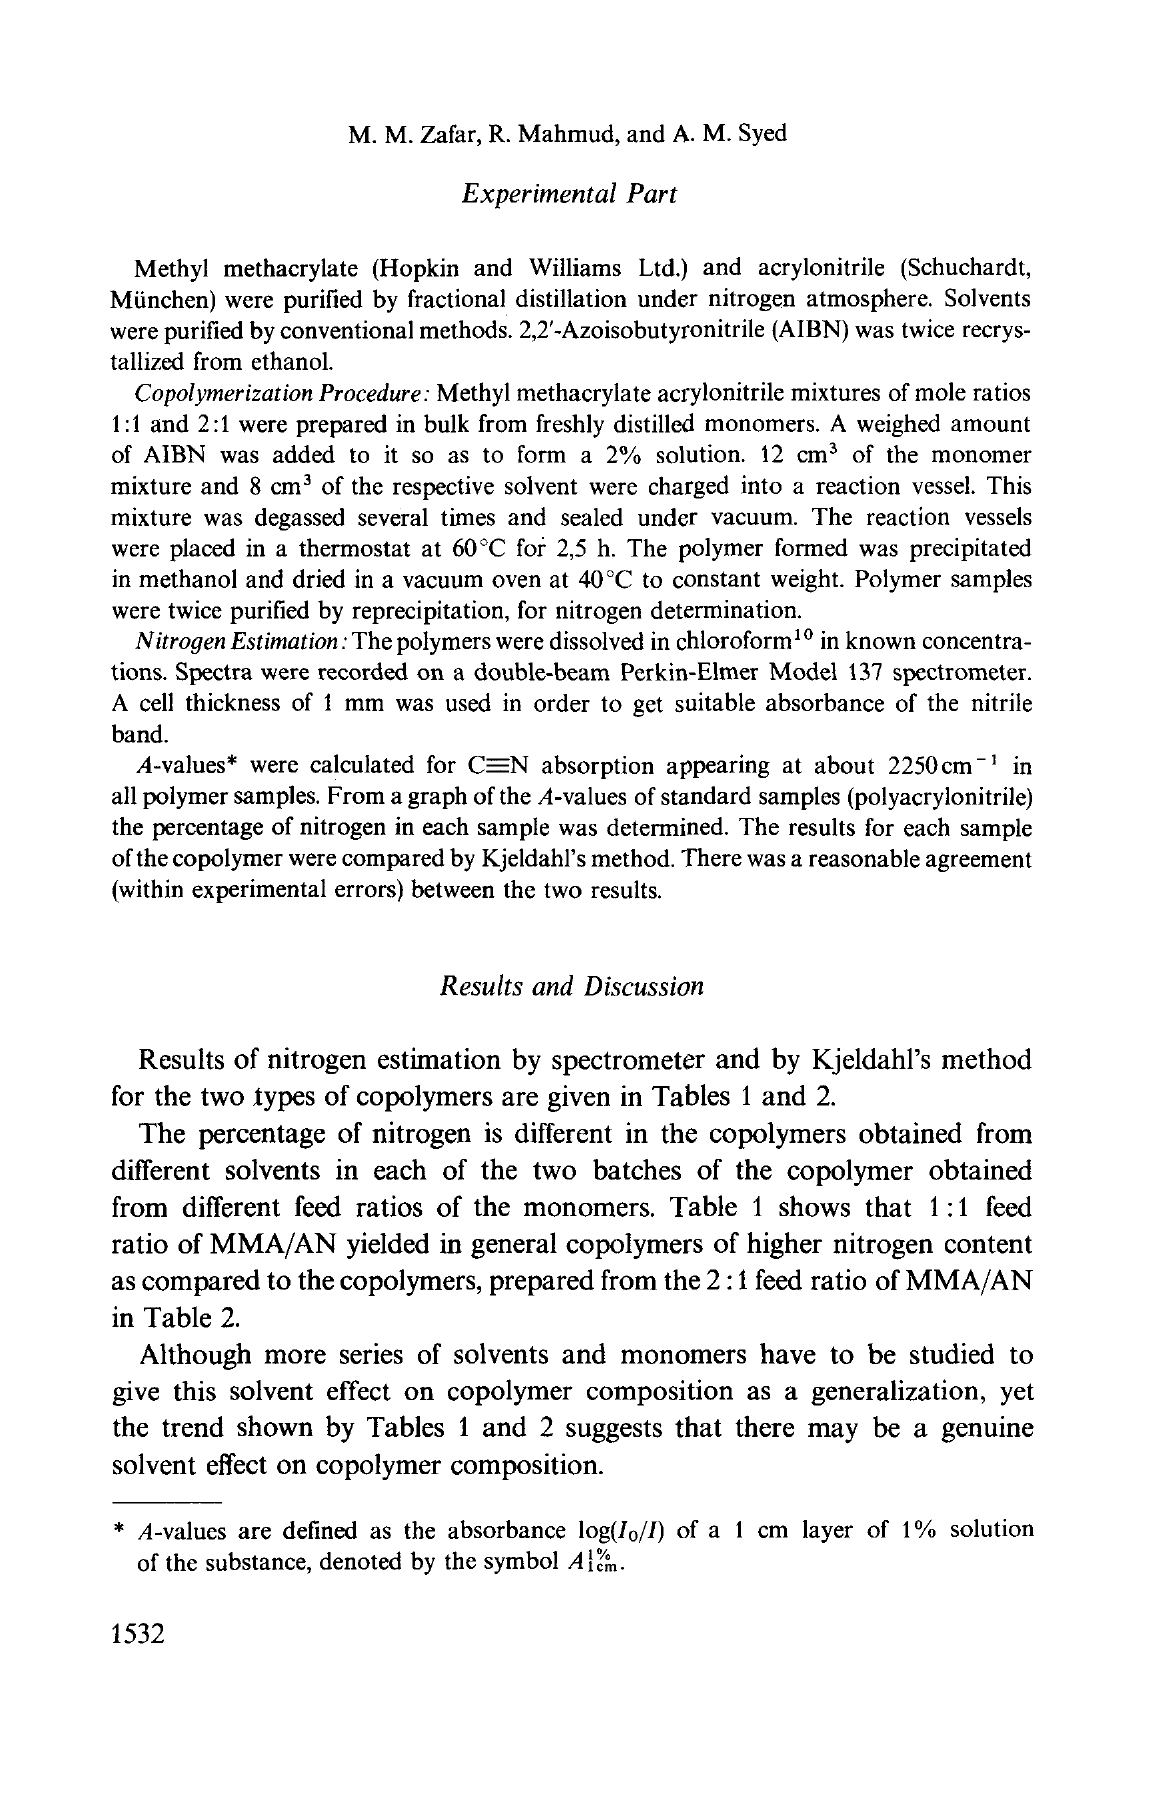 M. M. Zafar, R. Mahmud, and A. M. Syed
Experimental Part
Methyl methacrylate (Hopkin and Williams Ltd.) and acrylonitrile (Schuchardt,
München) were purified by fractional distillation under nitrogen atmosphere. Solvents
were purified by conventional methods. 2,2′-Azoisobutyronitrile (AIBN) was twice recrys-
tallized from ethanol.
Copolymerization Procedure: Methyl methacrylate acrylonitrile mixtures of mole ratios
1:1 and 2:1 were prepared in bulk from freshly distilled monomers. A weighed amount
of AIBN was added to it so as to form a 2% solution. 12 cm³ of the monomer
mixture and 8 cm³ of the respective solvent were charged into a reaction vessel. This
mixture was degassed several times and sealed under vacuum. The reaction vessels
were placed in a thermostat at 60°C for 2,5 h. The polymer formed was precipitated
in methanol and dried in a vacuum oven at 40°C to constant weight. Polymer samples
were twice purified by reprecipitation, for nitrogen determination.
Nitrogen Estimation: The polymers were dissolved in chloroform¹⁰ in known concentra-
tions. Spectra were recorded on a double-beam Perkin-Elmer Model 137 spectrometer.
A cell thickness of 1 mm was used in order to get suitable absorbance of the nitrile
band.
A-values* were calculated for C≡N absorption appearing at about 2250 cm⁻¹ in
all polymer samples. From a graph of the A-values of standard samples (polyacrylonitrile)
the percentage of nitrogen in each sample was determined. The results for each sample
of the copolymer were compared by Kjeldahl's method. There was a reasonable agreement
(within experimental errors) between the two results.
Results and Discussion
Results of nitrogen estimation by spectrometer and by Kjeldahl's method
for the two types of copolymers are given in Tables 1 and 2.
The percentage of nitrogen is different in the copolymers obtained from
different solvents in each of the two batches of the copolymer obtained
from different feed ratios of the monomers. Table 1 shows that 1:1 feed
ratio of MMA/AN yielded in general copolymers of higher nitrogen content
as compared to the copolymers, prepared from the 2:1 feed ratio of MMA/AN
in Table 2.
Although more series of solvents and monomers have to be studied to
give this solvent effect on copolymer composition as a generalization, yet
the trend shown by Tables 1 and 2 suggests that there may be a genuine
solvent effect on copolymer composition.
* A-values are defined as the absorbance log(I₀/I) of a 1 cm layer of 1% solution
of the substance, denoted by the symbol A 1% 1cm.
1532